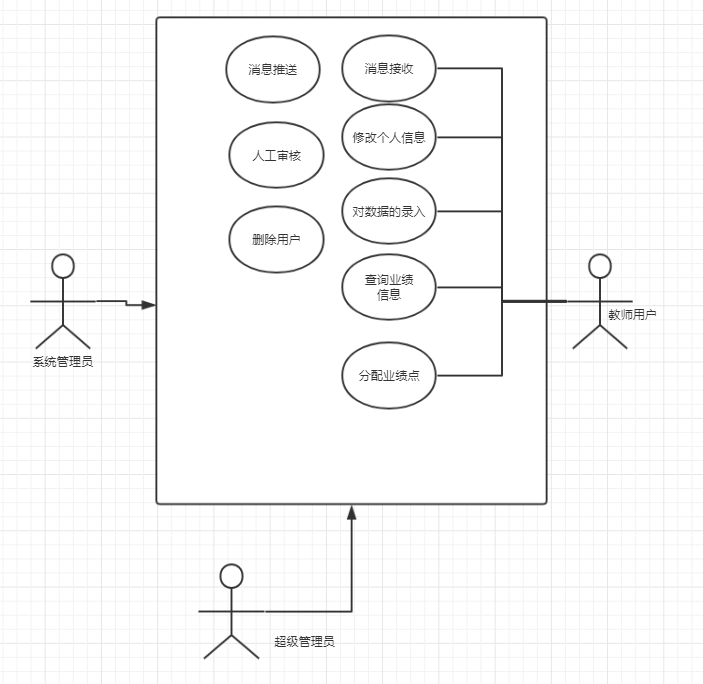 消息推送
消息接收
人工审核
修改个人信息
删除用户
对数据的录入
查询业绩
信息
分配业绩点
系统管理员
教师用户
超级管理员